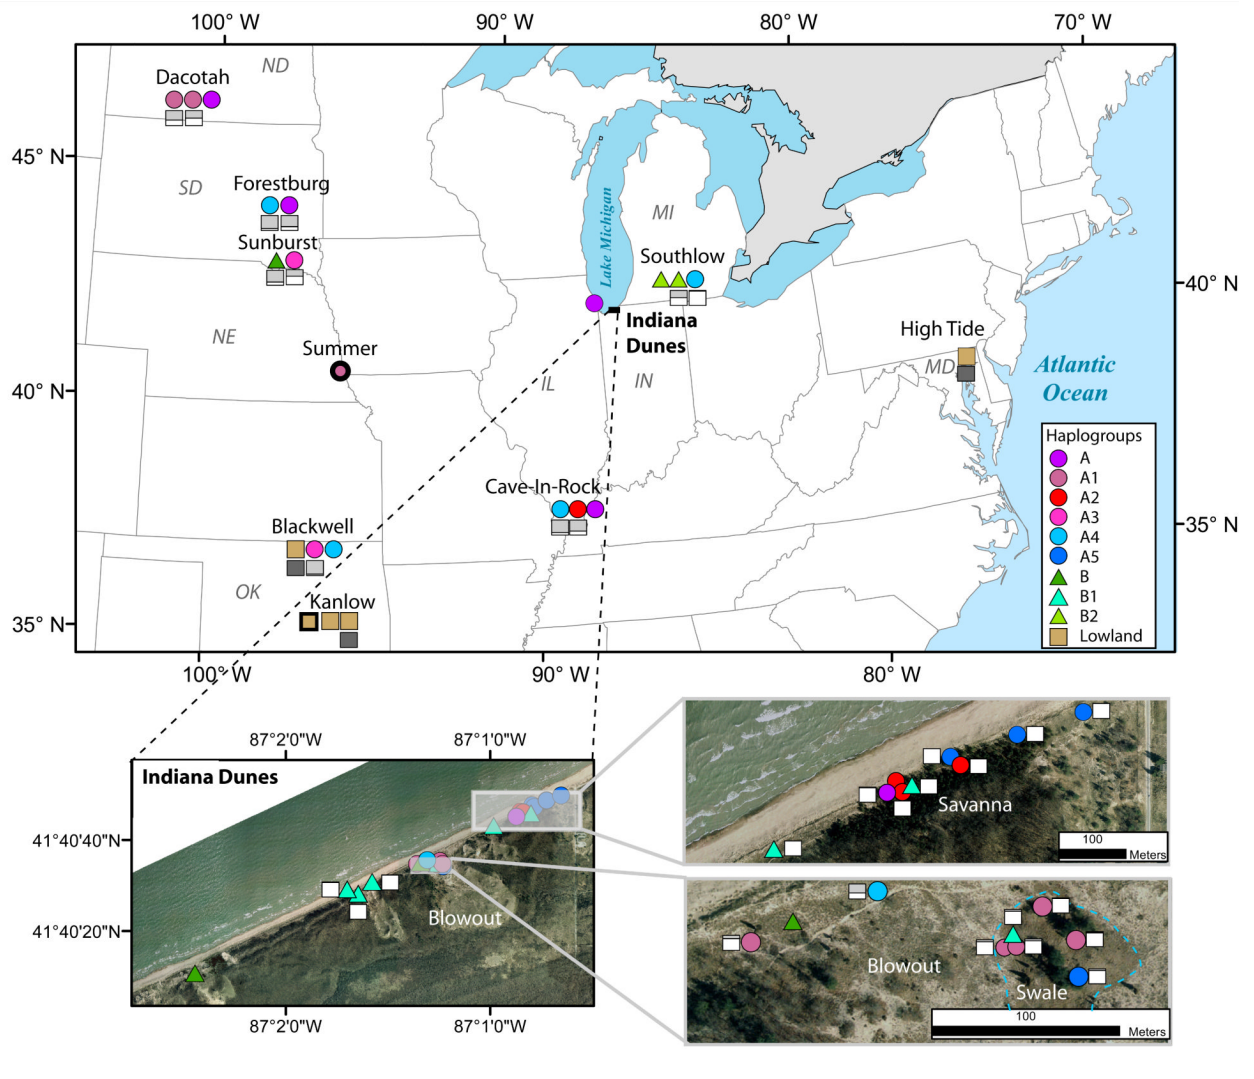 100° W 90° W 80° W 70° W
ND
Dacotah
45° N
SD
Forestburg
Sunburst
Lake Michigan
MI
Southlow
40° N
Indiana
Dunes
NE
Summer
High Tide
MD
Atlantic
Ocean
40° N
IL
IN
Haplogroups
A
A1
A2
A3
A4
A5
B
B1
B2
Lowland
Cave-In-Rock
35° N
Blackwell
OK
Kanlow
35° N
100° W 90° W 80° W
87°2'0"W 87°1'0"W
Indiana Dunes
41°40'40"N
41°40'20"N
Blowout
87°2'0"W 87°1'0"W
Savanna
100
Meters
Blowout
Swale
100
Meters